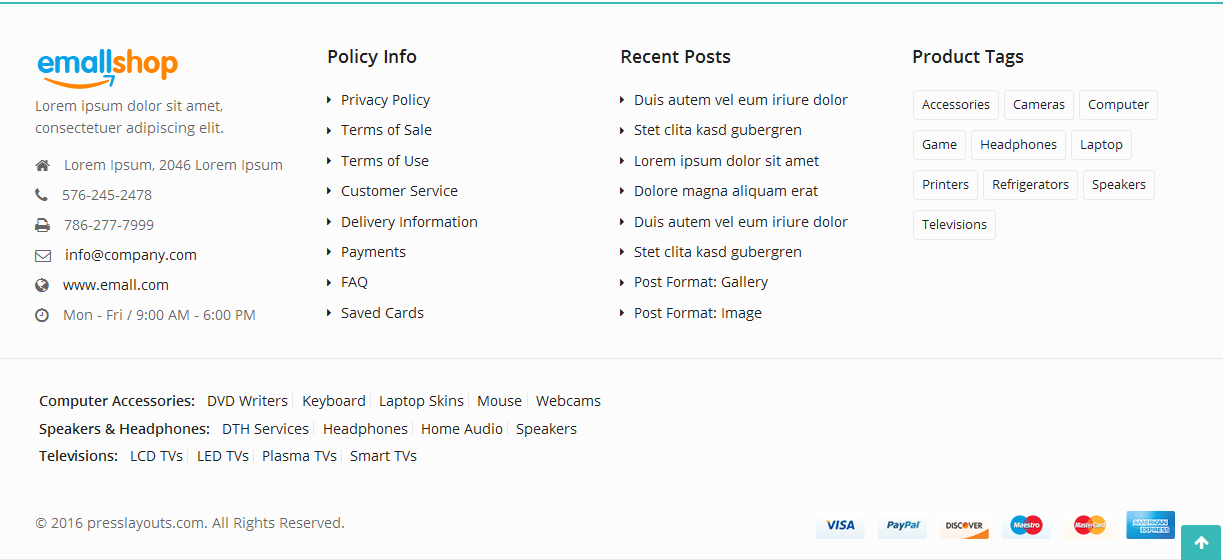 emallshop
Lorem ipsum dolor sit amet,
consectetuer adipiscing elit.
Lorem Ipsum, 2046 Lorem Ipsum
576-245-2478
786-277-7999
info@company.com
www.emall.com
Mon - Fri / 9:00 AM - 6:00 PM
Policy Info
Privacy Policy
Terms of Sale
Terms of Use
Customer Service
Delivery Information
Payments
FAQ
Saved Cards
Recent Posts
Duis autem vel eum iriure dolor
Stet clita kasd gubergren
Lorem ipsum dolor sit amet
Dolore magna aliquam erat
Duis autem vel eum iriure dolor
Stet clita kasd gubergren
Post Format: Gallery
Post Format: Image
Product Tags
Accessories Cameras Computer
Game Headphones Laptop
Printers Refrigerators Speakers
Televisions
Computer Accessories: DVD Writers Keyboard Laptop Skins Mouse Webcams
Speakers & Headphones: DTH Services Headphones Home Audio Speakers
Televisions: LCD TVs LED TVs Plasma TVs Smart TVs
© 2016 presslayouts.com. All Rights Reserved.
VISA PayPal DISCOVER Maestro MasterCard AMERICAN EXPRESS